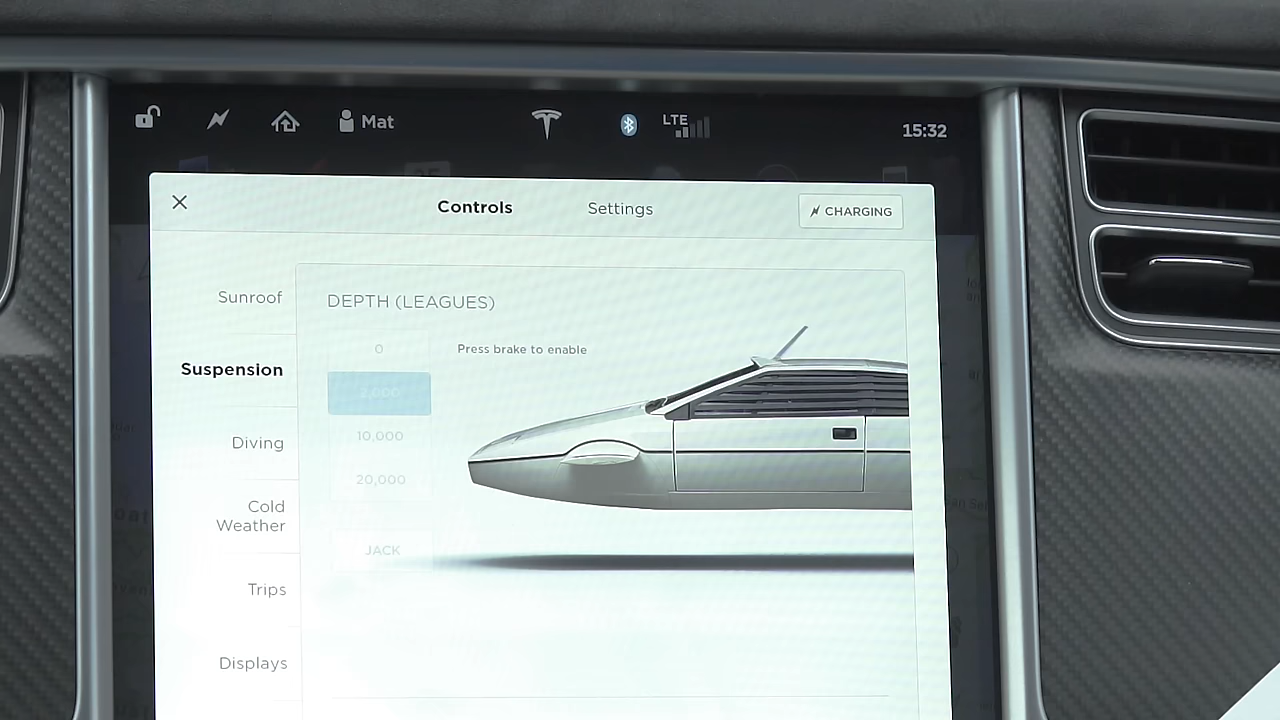 Mat
LTE
15:32
Controls
Settings
CHARGING
Sunroof
DEPTH (LEAGUES)
0
Press brake to enable
Suspension
2,000
Diving
10,000
20,000
Cold
Weather
JACK
Trips
Displays